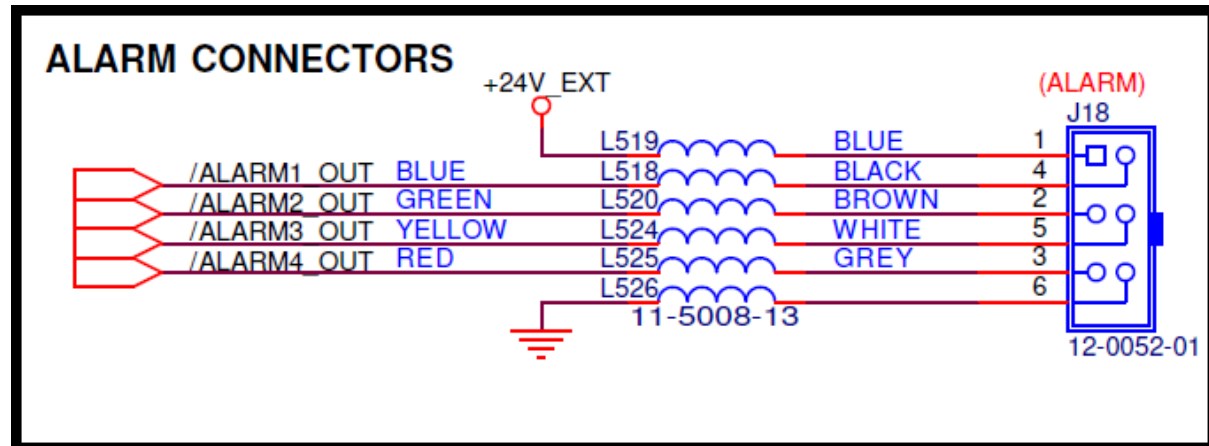 ALARM CONNECTORS
+24V_EXT
(ALARM)
J18
L519 BLUE 1
/ALARM1_OUT BLUE L518 BLACK 4
/ALARM2_OUT GREEN L520 BROWN 2
/ALARM3_OUT YELLOW L524 WHITE 5
/ALARM4_OUT RED L525 GREY 3
L526 6
11-5008-13
12-0052-01